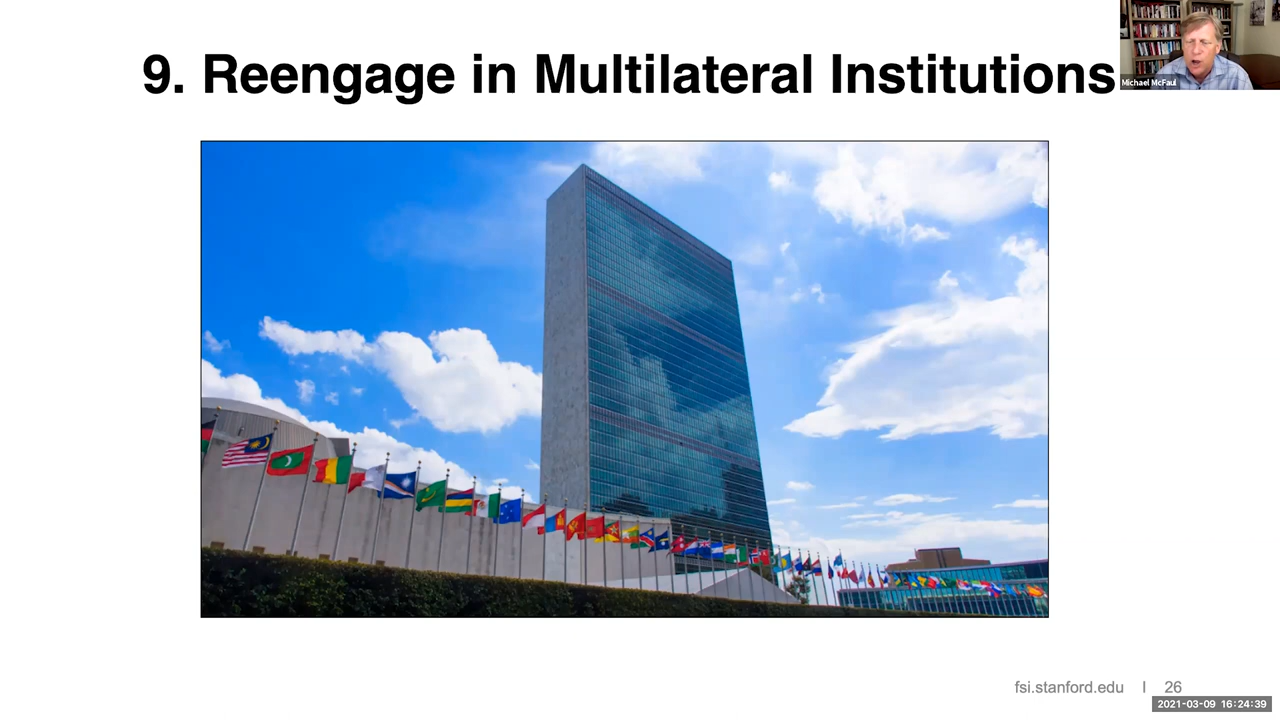 9. Reengage in Multilateral Institutions
Michael McFaul
fsi.stanford.edu | 26
2021-03-09 16:24:39